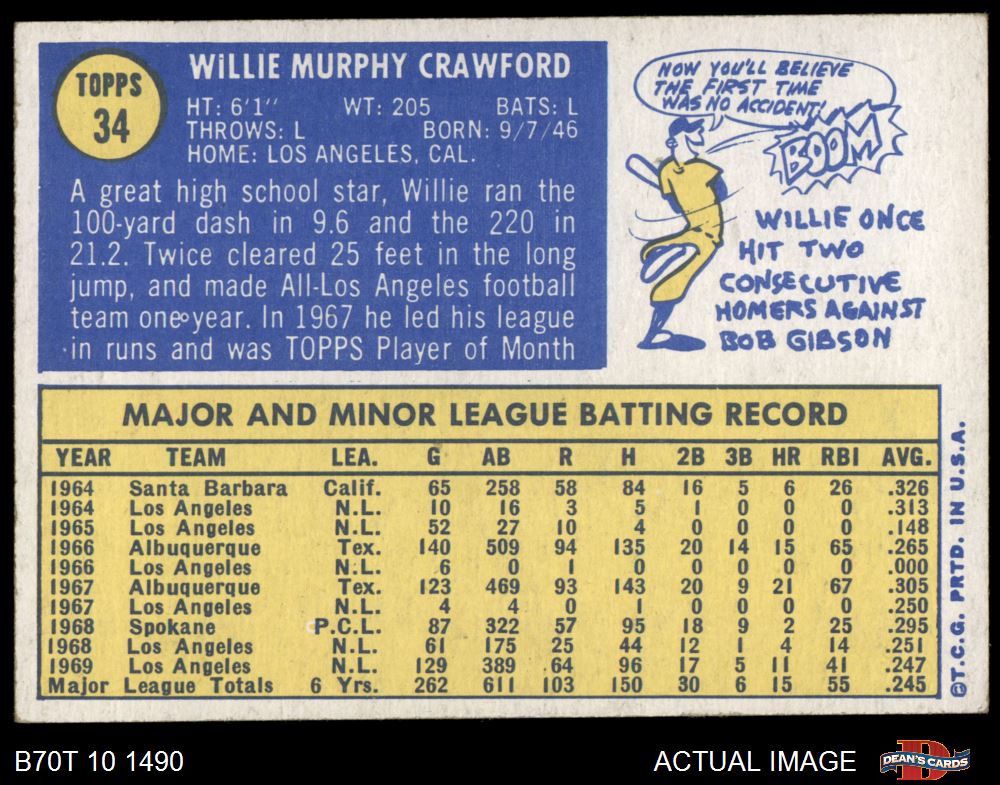 TOPPS
34
WILLIE MURPHY CRAWFORD
HT: 6'1" WT: 205 BATS: L
THROWS: L BORN: 9/7/46
HOME: LOS ANGELES, CAL.
A great high school star, Willie ran the
100-yard dash in 9.6 and the 220 in
21.2. Twice cleared 25 feet in the long
jump, and made All-Los Angeles football
team one year. In 1967 he led his league
in runs and was TOPPS Player of Month
NOW YOU'LL BELIEVE
THE FIRST TIME
WAS NO ACCIDENT!
BOOM
WILLIE ONCE
HIT TWO
CONSECUTIVE
HOMERS AGAINST
BOB GIBSON
MAJOR AND MINOR LEAGUE BATTING RECORD
YEAR TEAM LEA. G AB R H 2B 3B HR RBI AVG.
1964 Santa Barbara Calif. 65 258 58 84 16 5 6 26 .326
1964 Los Angeles N.L. 10 16 3 5 1 0 0 0 .313
1965 Los Angeles N.L. 52 27 10 4 0 0 0 0 .148
1966 Albuquerque Tex. 140 509 94 135 20 14 15 65 .265
1966 Los Angeles N.L. 6 0 1 0 0 0 0 0 .000
1967 Albuquerque Tex. 123 469 93 143 20 9 21 67 .305
1967 Los Angeles N.L. 4 4 0 1 0 0 0 0 .250
1968 Spokane P.C.L. 87 322 57 95 18 9 2 25 .295
1968 Los Angeles N.L. 61 175 25 44 12 1 4 14 .251
1969 Los Angeles N.L. 129 389 64 96 17 5 11 41 .247
Major League Totals 6 Yrs. 262 611 103 150 30 6 15 55 .245
©T.C.G. PRTD. IN U.S.A.
B70T 10 1490
ACTUAL IMAGE
D
DEAN'S CARDS